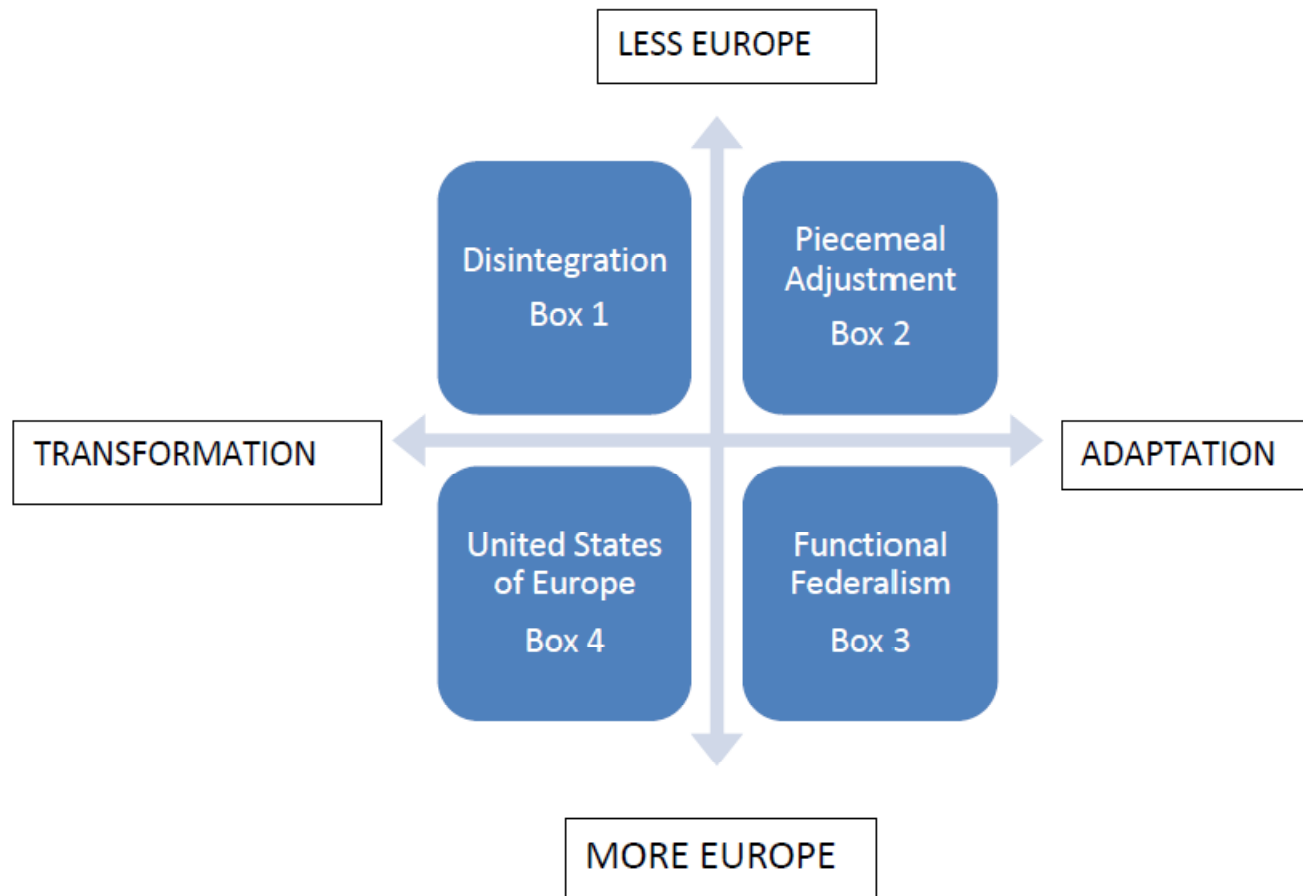 LESS EUROPE
Disintegration
Box 1
Piecemeal
Adjustment
Box 2
TRANSFORMATION
ADAPTATION
United States
of Europe
Box 4
Functional
Federalism
Box 3
MORE EUROPE